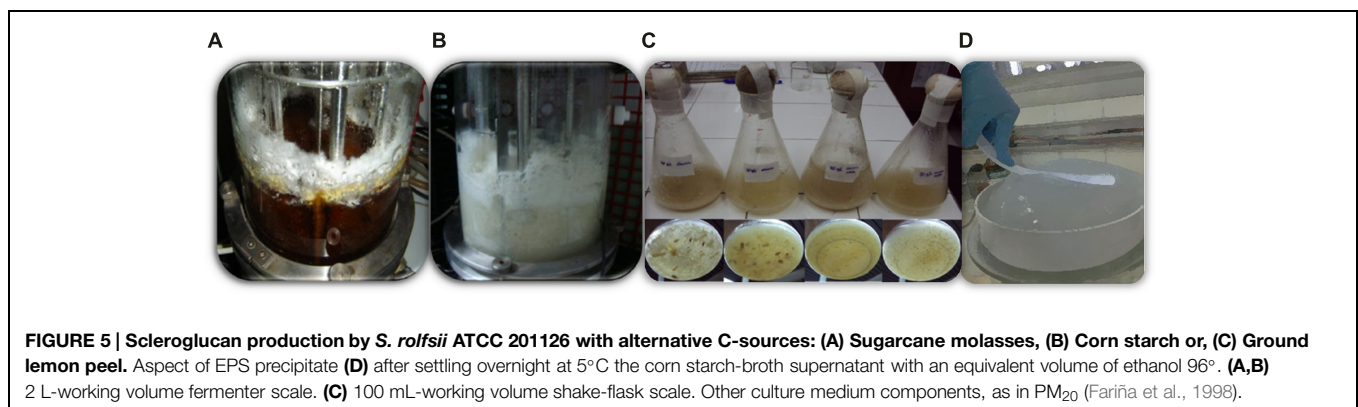 A B C D
FIGURE 5 | Scleroglucan production by S. rolfsii ATCC 201126 with alternative C-sources: (A) Sugarcane molasses, (B) Corn starch or, (C) Ground
lemon peel. Aspect of EPS precipitate (D) after settling overnight at 5°C the corn starch-broth supernatant with an equivalent volume of ethanol 96°. (A,B)
2 L-working volume fermenter scale. (C) 100 mL-working volume shake-flask scale. Other culture medium components, as in PM₂₀ (Fariña et al., 1998).